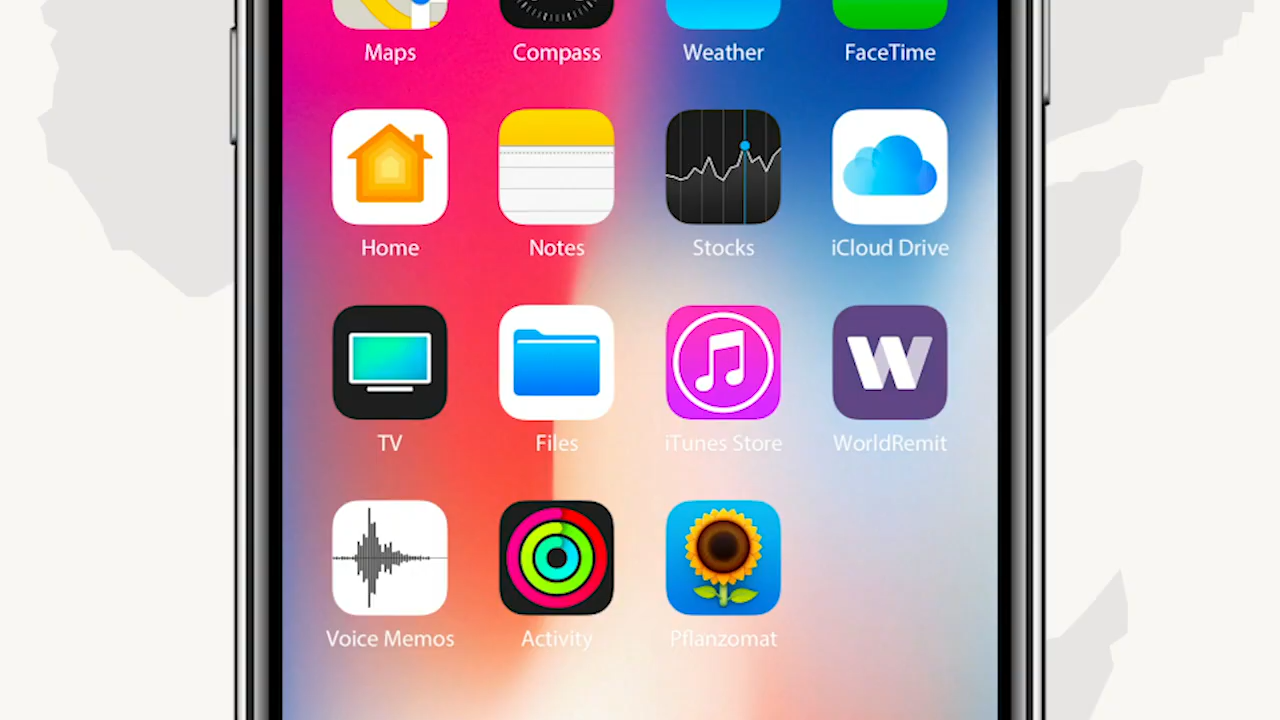 Maps Compass Weather FaceTime
Home Notes Stocks iCloud Drive
W
TV Files iTunes Store WorldRemit
Voice Memos Activity Pflanzomat